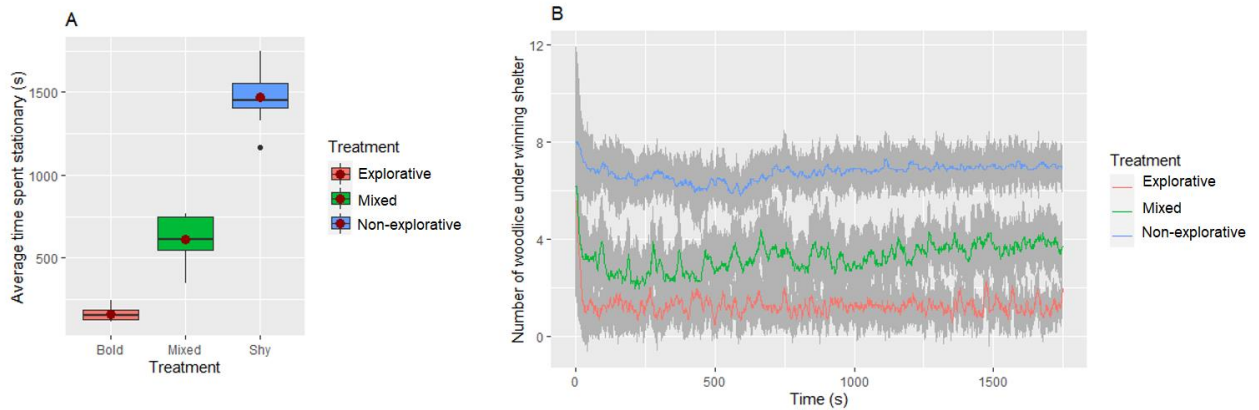 A
Average time spent stationary (s)
1500
1000
500
Bold Mixed Shy
Treatment
Treatment
Explorative
Mixed
Non-explorative
B
Number of woodlice under winning shelter
12
8
4
0
0 500 1000 1500
Time (s)
Treatment
Explorative
Mixed
Non-explorative